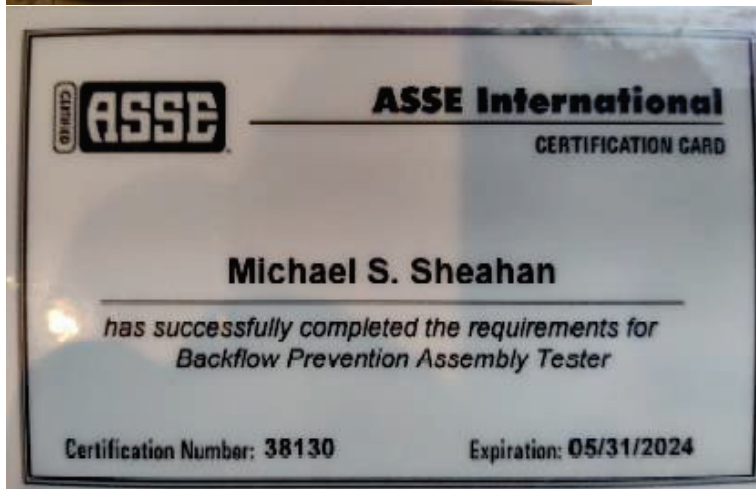 CERTIFIED
ASSE
ASSE International
CERTIFICATION CARD
Michael S. Sheahan
has successfully completed the requirements for
Backflow Prevention Assembly Tester
Certification Number: 38130
Expiration: 05/31/2024